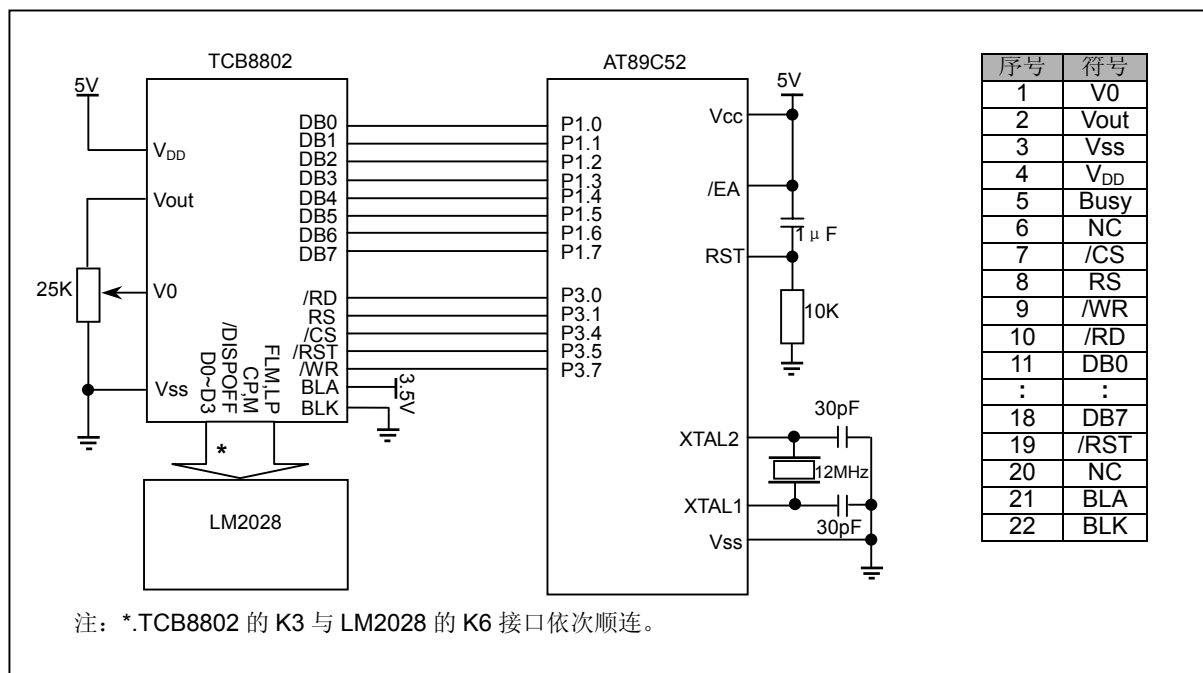 TCB8802
5V
V_DD
Vout
25K
V0
Vss
DB0
DB1
DB2
DB3
DB4
DB5
DB6
DB7
/RD
RS
/CS
/RST
/WR
BLA
BLK
3.5V
FLM,LP
CP,M
/DISPOFF
D0~D3
*
LM2028
AT89C52
P1.0
P1.1
P1.2
P1.3
P1.4
P1.5
P1.6
P1.7
P3.0
P3.1
P3.4
P3.5
P3.7
5V
Vcc
/EA
1μF
RST
10K
30pF
XTAL2
12MHz
XTAL1
30pF
Vss
序号 符号
1 V0
2 Vout
3 Vss
4 V_DD
5 Busy
6 NC
7 /CS
8 RS
9 /WR
10 /RD
11 DB0
: :
18 DB7
19 /RST
20 NC
21 BLA
22 BLK
注：*.TCB8802 的 K3 与 LM2028 的 K6 接口依次顺连。